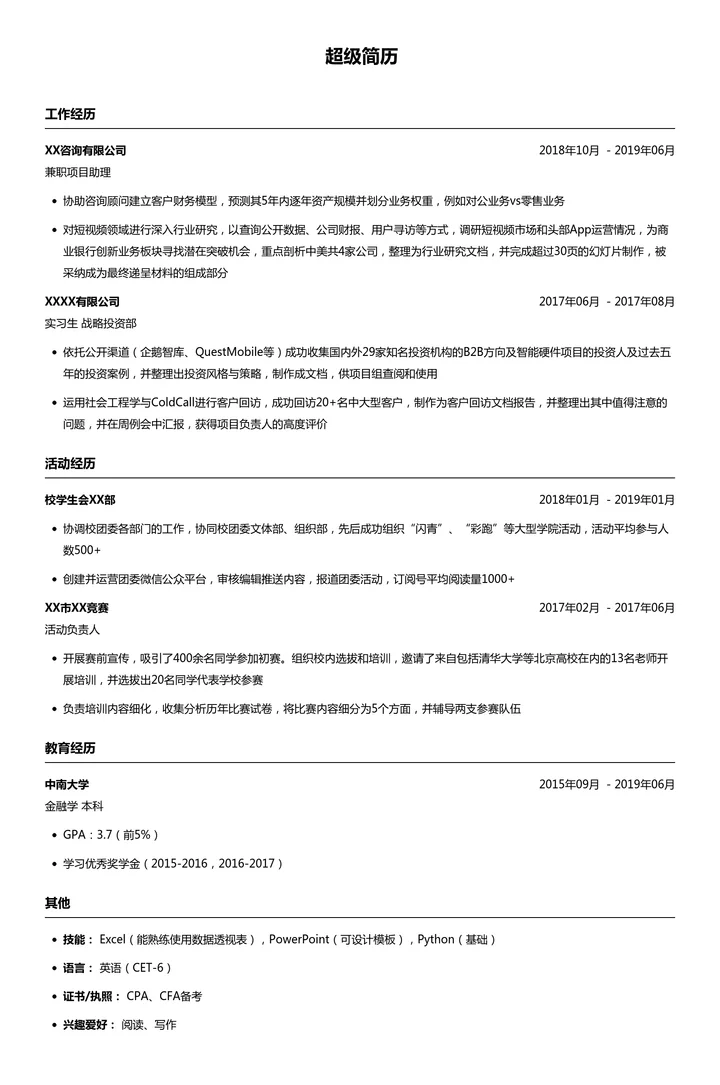 超级简历
工作经历
XX咨询有限公司 2018年10月 - 2019年06月
兼职项目助理
• 协助咨询顾问建立客户财务模型，预测其5年内逐年资产规模并划分业务权重，例如对公业务vs零售业务
• 对短视频领域进行深入行业研究，以查询公开数据、公司财报、用户寻访等方式，调研短视频市场和头部App运营情况，为商
业银行创新业务板块寻找潜在突破机会，重点剖析中美共4家公司，整理为行业研究文档，并完成超过30页的幻灯片制作，被
采纳成为最终递呈材料的组成部分
XXXX有限公司 2017年06月 - 2017年08月
实习生 战略投资部
• 依托公开渠道（企鹅智库、QuestMobile等）成功收集国内外29家知名投资机构的B2B方向及智能硬件项目的投资人及过去五
年的投资案例，并整理出投资风格与策略，制作成文档，供项目组查阅和使用
• 运用社会工程学与ColdCall进行客户回访，成功回访20+名中大型客户，制作为客户回访文档报告，并整理出其中值得注意的
问题，并在周例会中汇报，获得项目负责人的高度评价
活动经历
校学生会XX部 2018年01月 - 2019年01月
• 协调校团委各部门的工作，协同校团委文体部、组织部，先后成功组织“闪青”、“彩跑”等大型学院活动，活动平均参与人
数500+
• 创建并运营团委微信公众平台，审核编辑推送内容，报道团委活动，订阅号平均阅读量1000+
XX市XX竞赛 2017年02月 - 2017年06月
活动负责人
• 开展赛前宣传，吸引了400余名同学参加初赛。组织校内选拔和培训，邀请了来自包括清华大学等北京高校在内的13名老师开
展培训，并选拔出20名同学代表学校参赛
• 负责培训内容细化，收集分析历年比赛试卷，将比赛内容细分为5个方面，并辅导两支参赛队伍
教育经历
中南大学 2015年09月 - 2019年06月
金融学 本科
• GPA：3.7（前5%）
• 学习优秀奖学金（2015-2016，2016-2017）
其他
• 技能： Excel（能熟练使用数据透视表），PowerPoint（可设计模板），Python（基础）
• 语言： 英语（CET-6）
• 证书/执照： CPA、CFA备考
• 兴趣爱好： 阅读、写作